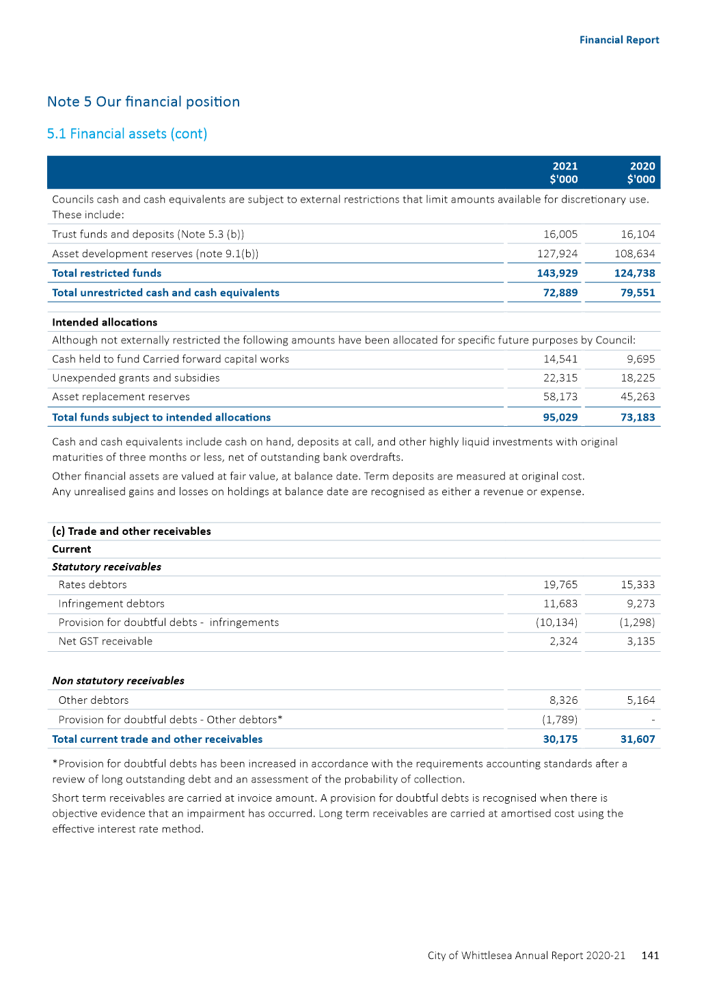 Financial Report
Note 5 Our financial position
5.1 Financial assets (cont)
2021 2020
$'000 $'000
Councils cash and cash equivalents are subject to external restrictions that limit amounts available for discretionary use.
These include:
Trust funds and deposits (Note 5.3 (b)) 16,005 16,104
Asset development reserves (note 9.1(b)) 127,924 108,634
Total restricted funds 143,929 124,738
Total unrestricted cash and cash equivalents 72,889 79,551
Intended allocations
Although not externally restricted the following amounts have been allocated for specific future purposes by Council:
Cash held to fund Carried forward capital works 14,541 9,695
Unexpended grants and subsidies 22,315 18,225
Asset replacement reserves 58,173 45,263
Total funds subject to intended allocations 95,029 73,183
Cash and cash equivalents include cash on hand, deposits at call, and other highly liquid investments with original
maturities of three months or less, net of outstanding bank overdrafts.
Other financial assets are valued at fair value, at balance date. Term deposits are measured at original cost.
Any unrealised gains and losses on holdings at balance date are recognised as either a revenue or expense.
(c) Trade and other receivables
Current
Statutory receivables
Rates debtors 19,765 15,333
Infringement debtors 11,683 9,273
Provision for doubtful debts - infringements (10,134) (1,298)
Net GST receivable 2,324 3,135
Non statutory receivables
Other debtors 8,326 5,164
Provision for doubtful debts - Other debtors* (1,789) -
Total current trade and other receivables 30,175 31,607
*Provision for doubtful debts has been increased in accordance with the requirements accounting standards after a
review of long outstanding debt and an assessment of the probability of collection.
Short term receivables are carried at invoice amount. A provision for doubtful debts is recognised when there is
objective evidence that an impairment has occurred. Long term receivables are carried at amortised cost using the
effective interest rate method.
City of Whittlesea Annual Report 2020-21 141